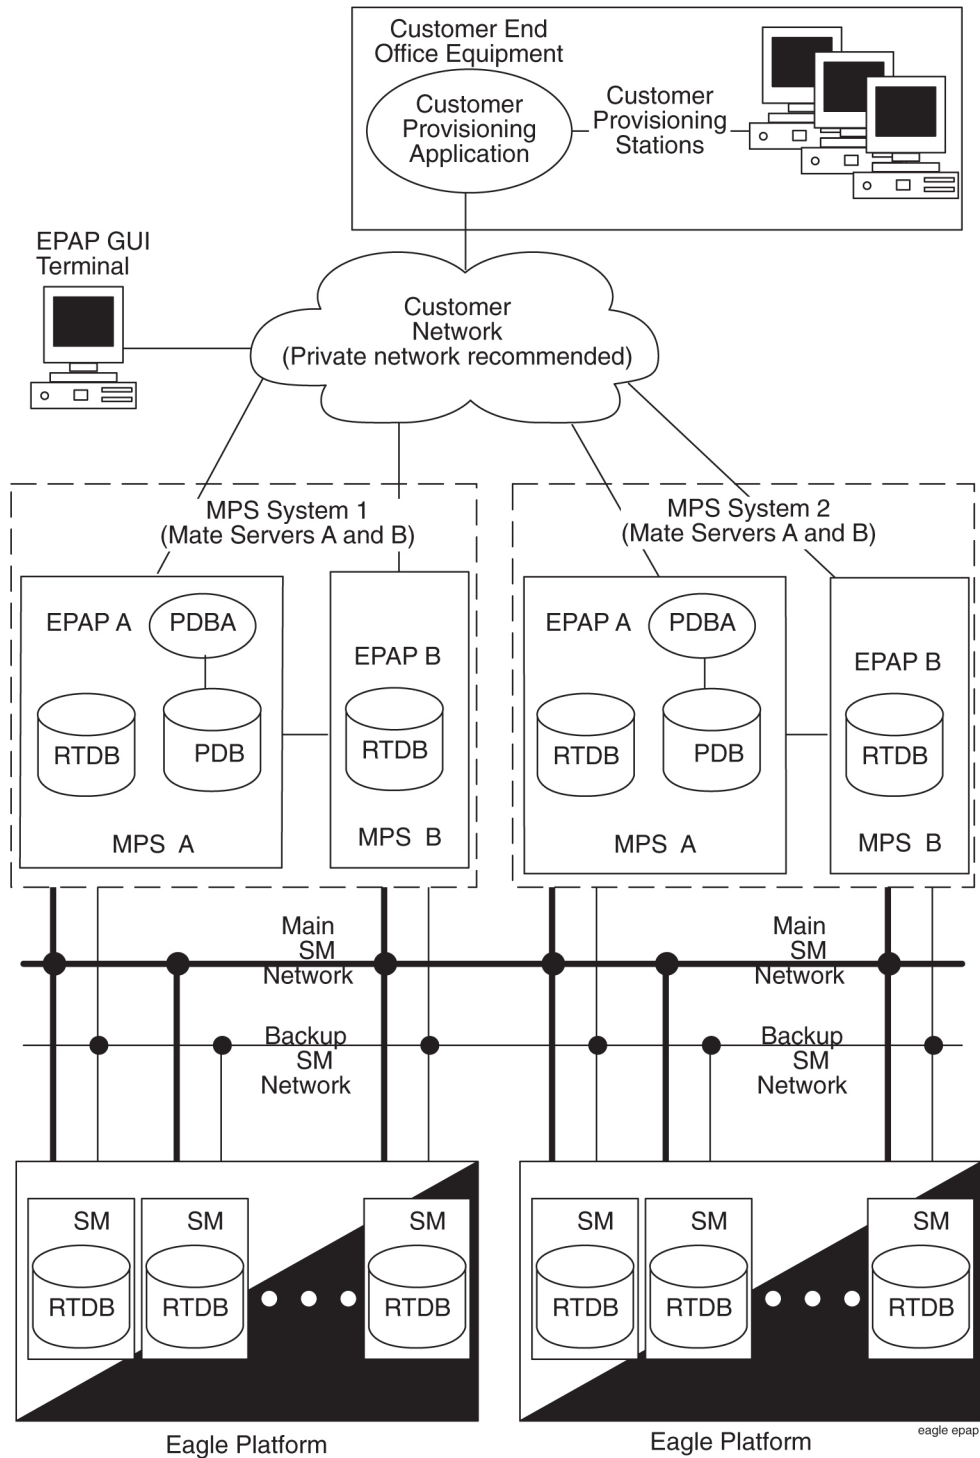 Customer End
Office Equipment
Customer
Provisioning
Application
Customer
Provisioning
Stations
EPAP GUI
Terminal
Customer
Network
(Private network recommended)
MPS System 1
(Mate Servers A and B)
MPS System 2
(Mate Servers A and B)
EPAP A
PDBA
EPAP B
RTDB
PDB
RTDB
MPS A
MPS B
EPAP A
PDBA
EPAP B
RTDB
PDB
RTDB
MPS A
MPS B
Main
SM
Network
Main
SM
Network
Backup
SM
Network
Backup
SM
Network
SM
SM
SM
RTDB
RTDB
RTDB
SM
SM
SM
RTDB
RTDB
RTDB
Eagle Platform
Eagle Platform
eagle epap